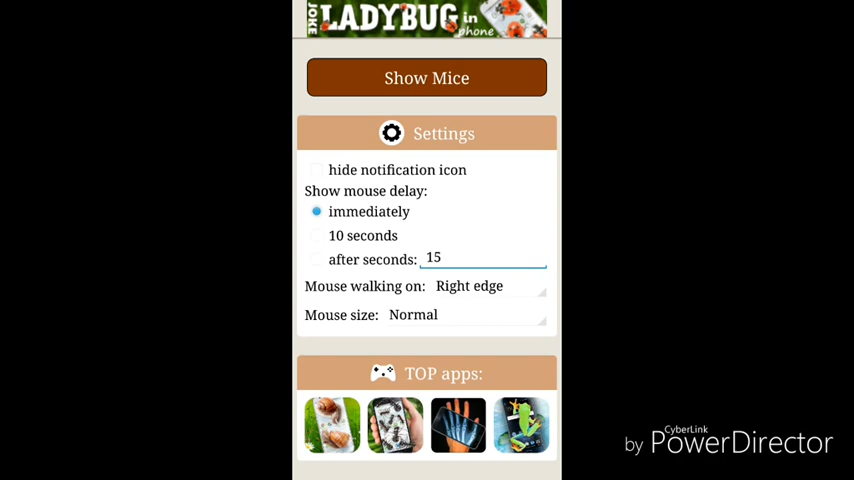 JOKE LADYBUG in phone
Show Mice
Settings
hide notification icon
Show mouse delay:
immediately
10 seconds
after seconds: 15
Mouse walking on: Right edge
Mouse size: Normal
TOP apps:
by CyberLink PowerDirector